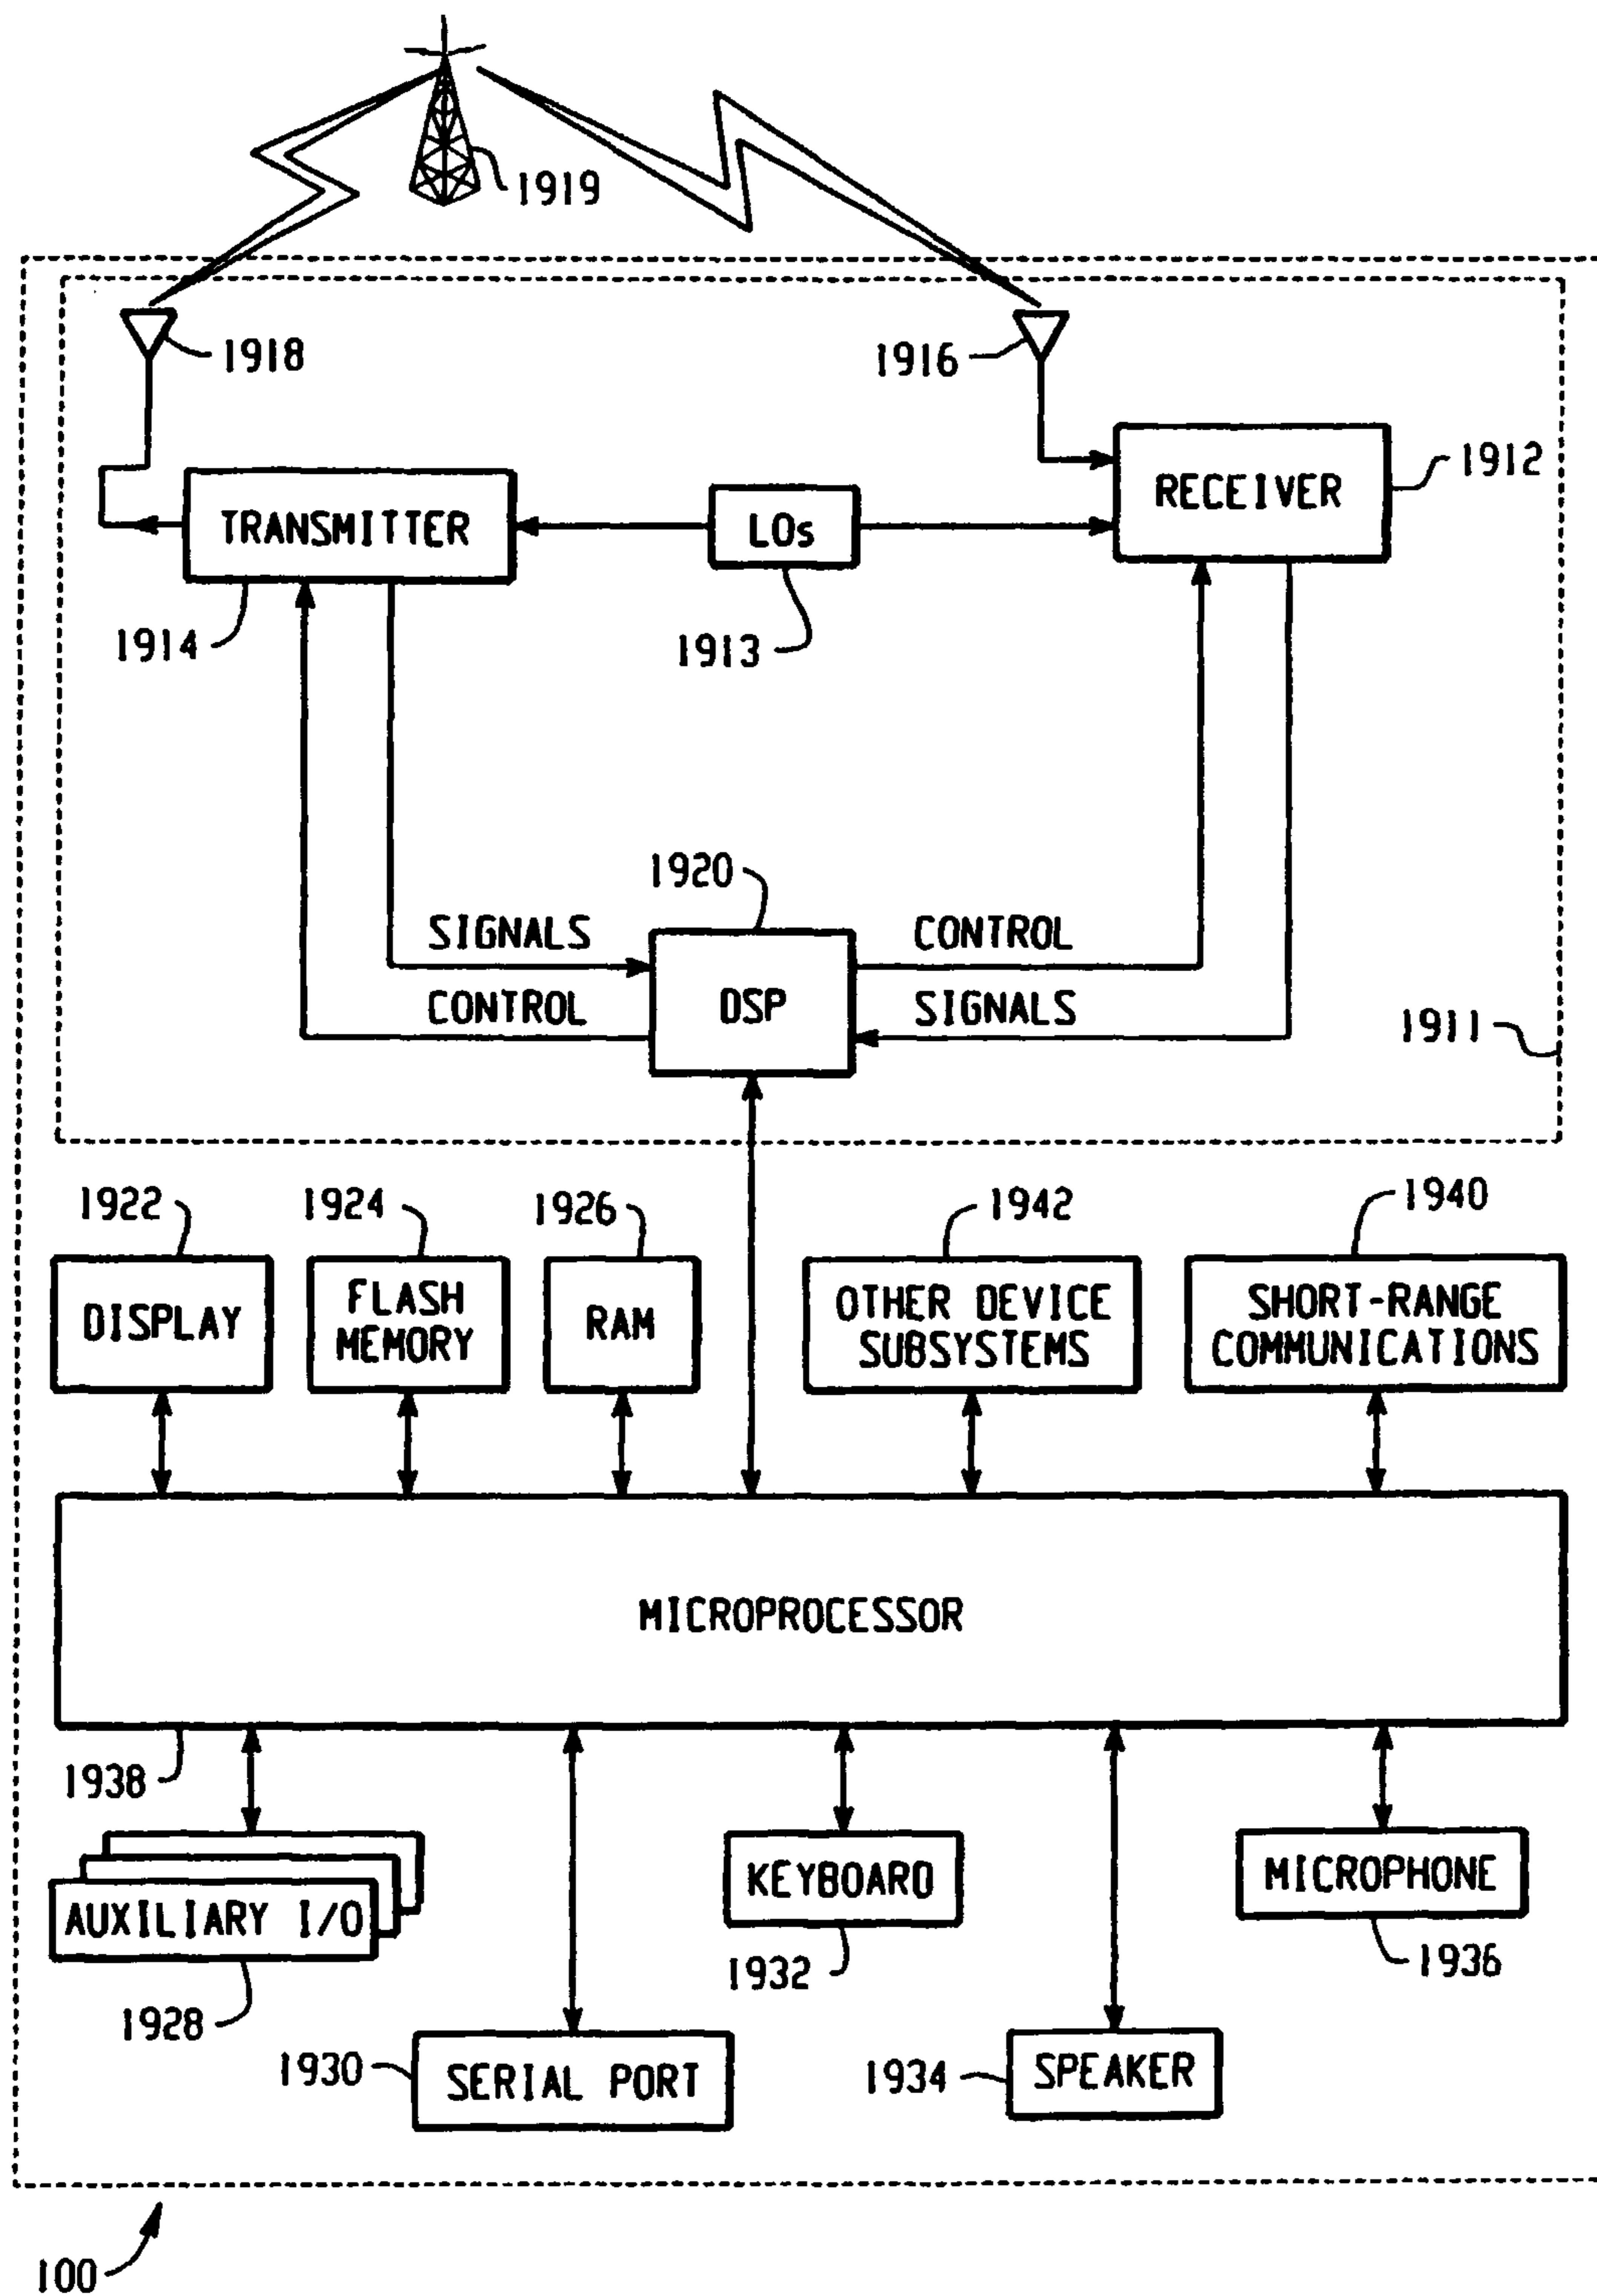 1919
1918
1916
TRANSMITTER
LOs
RECEIVER
1912
1914
1913
1920
SIGNALS
CONTROL
DSP
CONTROL
SIGNALS
1911
1922
1924
1926
1942
1940
DISPLAY
FLASH
MEMORY
RAM
OTHER DEVICE
SUBSYSTEMS
SHORT-RANGE
COMMUNICATIONS
MICROPROCESSOR
1938
AUXILIARY I/O
KEYBOARD
MICROPHONE
1928
1932
1936
1930
SERIAL PORT
1934
SPEAKER
100